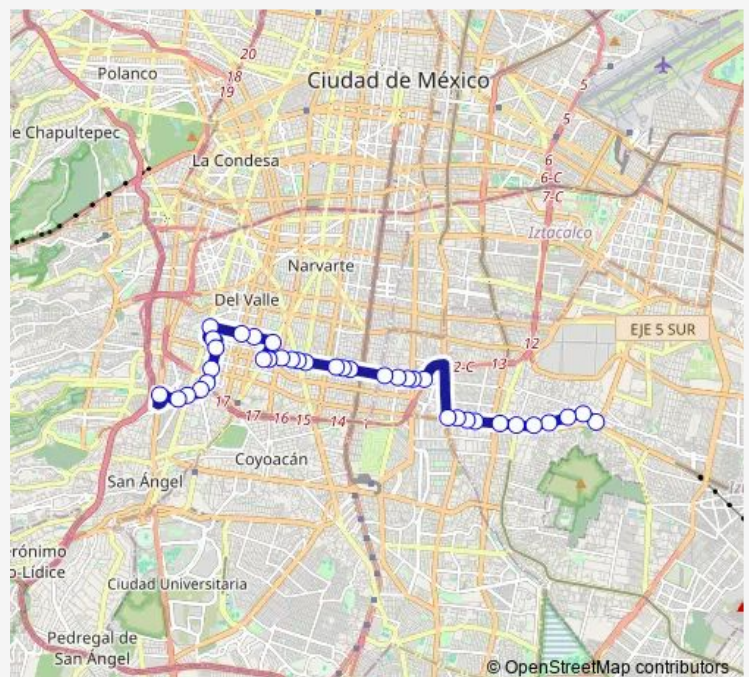 20
Polanco
18
19
Ciudad de México
5
e Chapultepec
5
La Condesa
6
6-C
7-C
Iztacalco
Narvarte
Del Valle
EJE 5 SUR
12
2-C
13
17
17
16
15
14
Coyoacán
San Ángel
Iz
erónimo
o-Lídice
Ciudad Universitaria
Pedregal de
San Ángel
© OpenStreetMap contributors